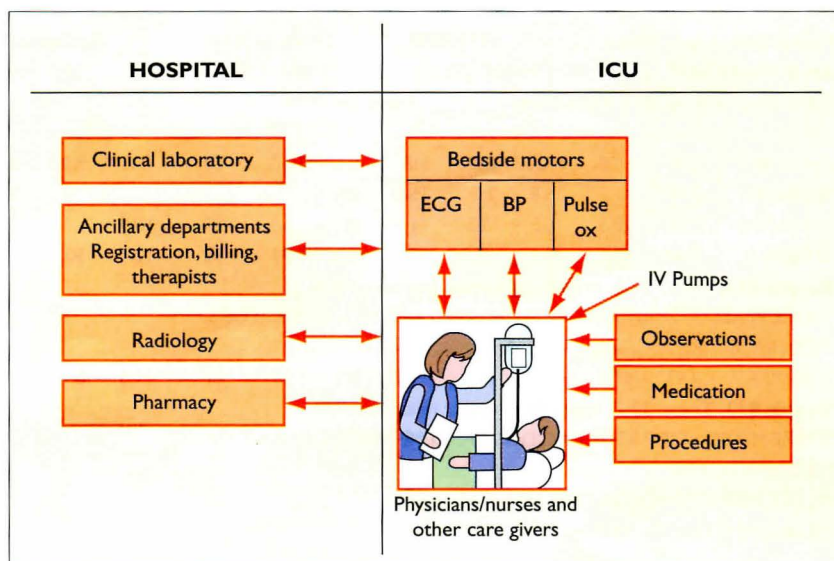 HOSPITAL
ICU
Clinical laboratory
Ancillary departments
Registration, billing,
therapists
Radiology
Pharmacy
Bedside motors
ECG
BP
Pulse
ox
IV Pumps
Observations
Medication
Procedures
Physicians/nurses and
other care givers